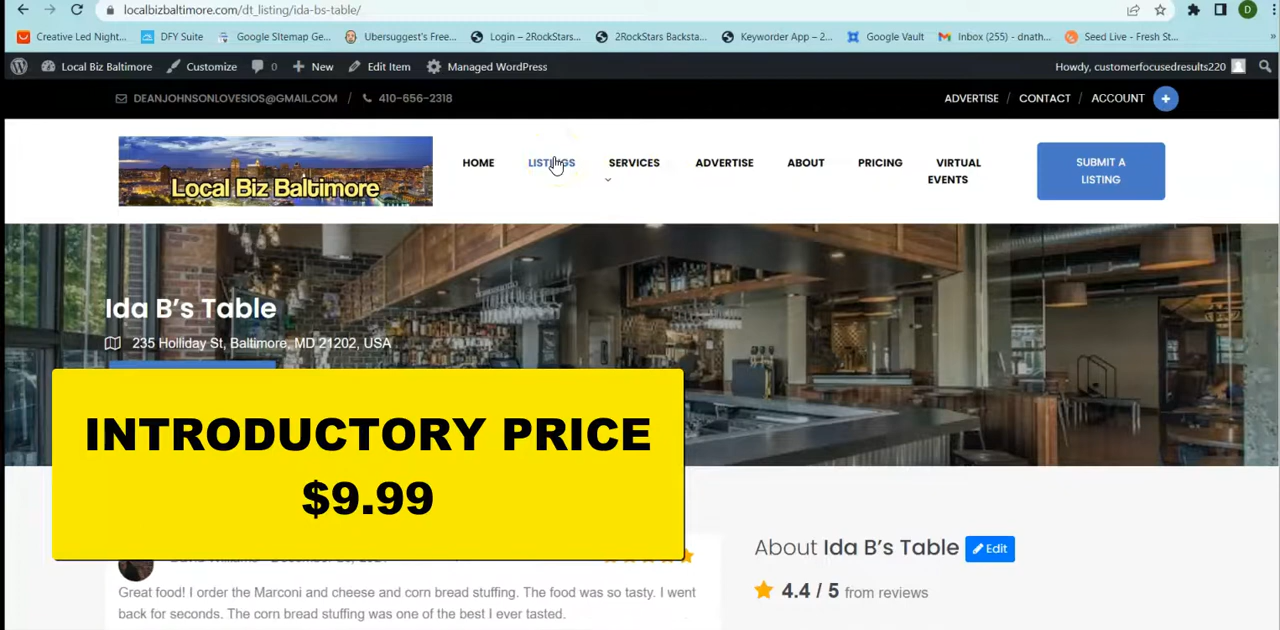 localbizbaltimore.com/dt_listing/ida-bs-table/
Creative Led Night...
DFY Suite
Google SItemap Ge...
Ubersuggest's Free...
Login – 2RockStars...
2RockStars Backsta...
Keyworder App – 2...
Google Vault
Inbox (255) – dnath...
Seed Live - Fresh St...
»
D
Local Biz Baltimore
Customize
0
New
Edit Item
Managed WordPress
Howdy, customerfocusedresults220
DEANJOHNSONLOVESIOS@GMAIL.COM / 410-656-2318
ADVERTISE / CONTACT / ACCOUNT
Local Biz Baltimore
HOME
LISTINGS
SERVICES
ADVERTISE
ABOUT
PRICING
VIRTUAL
EVENTS
SUBMIT A
LISTING
Ida B's Table
235 Holliday St, Baltimore, MD 21202, USA
INTRODUCTORY PRICE
$9.99
About Ida B's Table
Edit
4.4 / 5 from reviews
Great food! I order the Marconi and cheese and corn bread stuffing. The food was so tasty. I went
back for seconds. The corn bread stuffing was one of the best I ever tasted.